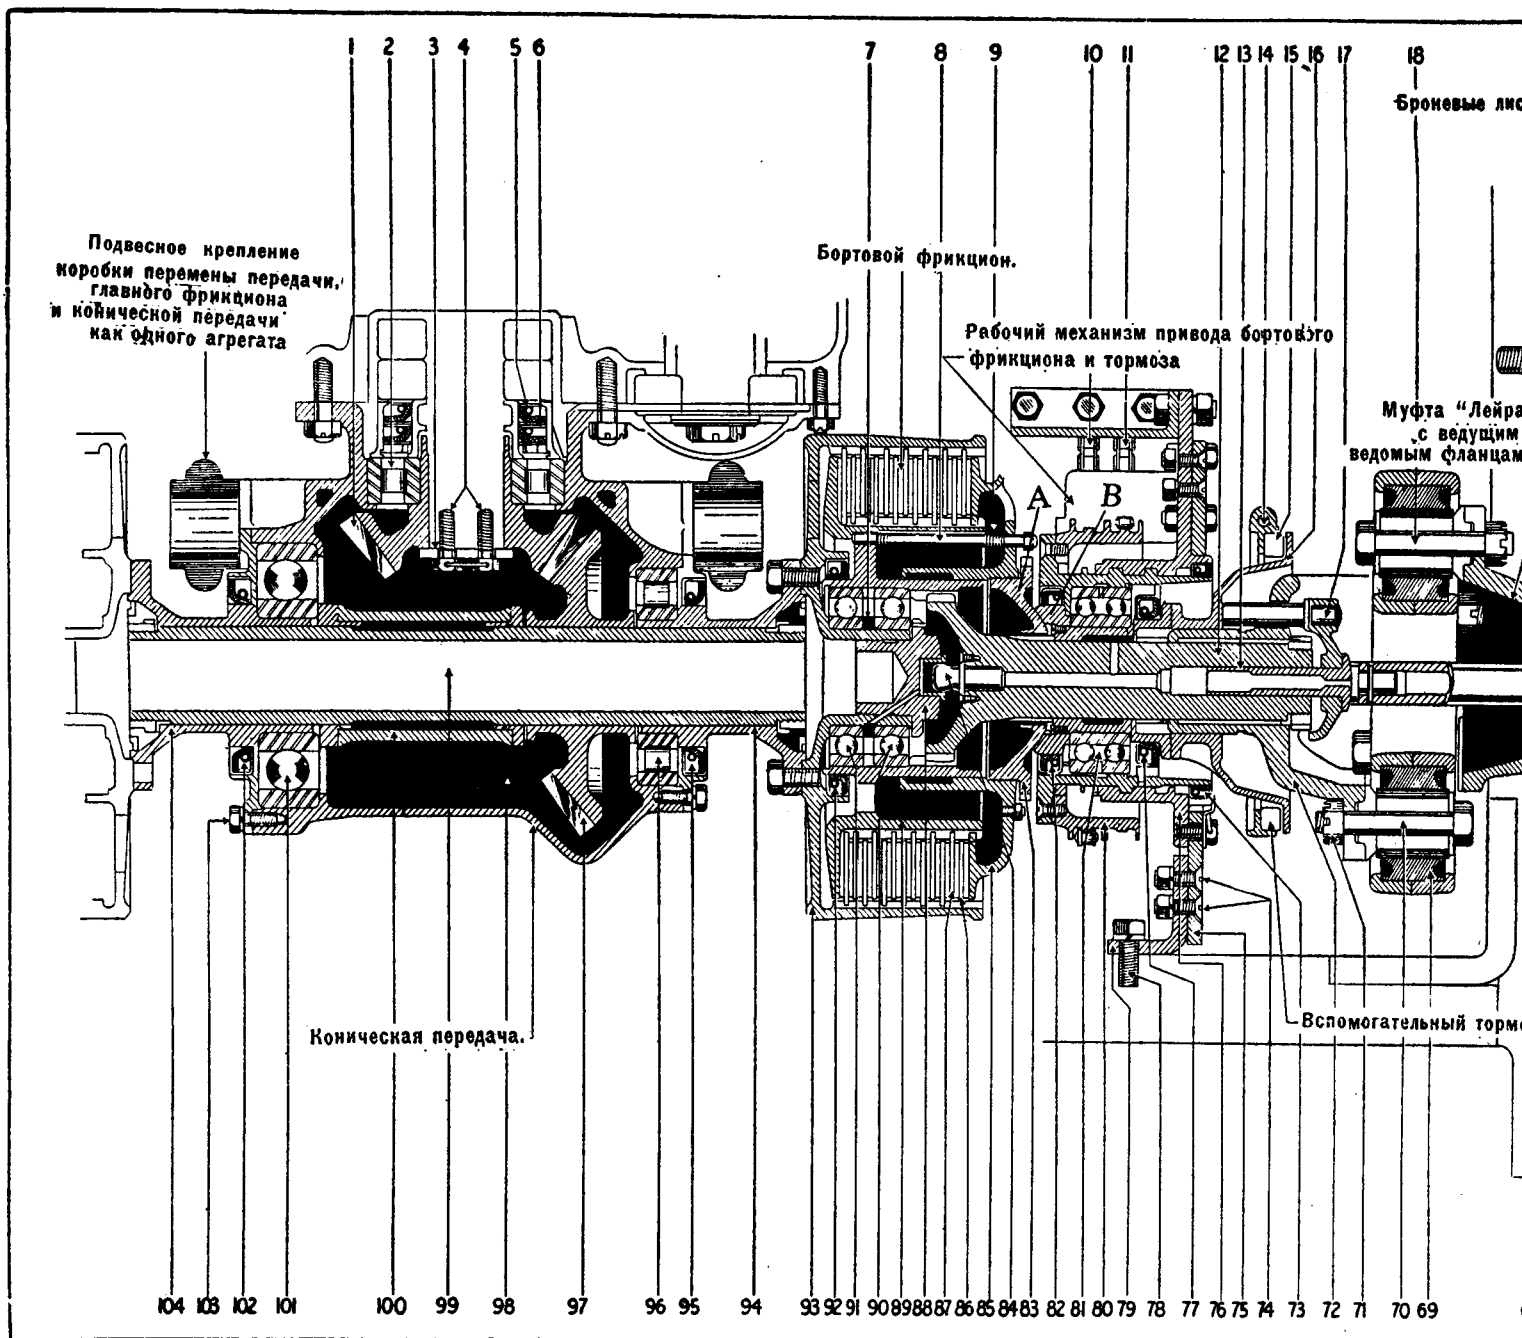 1 2 3 4 5 6 7 8 9 10 11 12 13 14 15 16 17 18
Броневые лис
Подвесное крепление
коробки перемены передачи,
главного фрикциона
и конической передачи
как одного агрегата
Бортовой фрикцион.
Рабочий механизм привода бортового
фрикциона и тормоза
Муфта "Лейра
с ведущим
ведомым фланцам
A
B
Коническая передача.
Вспомогательный тормо
104 103 102 101 100 99 98 97 96 95 94 93 92 91 90 89 88 87 86 85 84 83 82 81 80 79 78 77 76 75 74 73 72 71 70 69